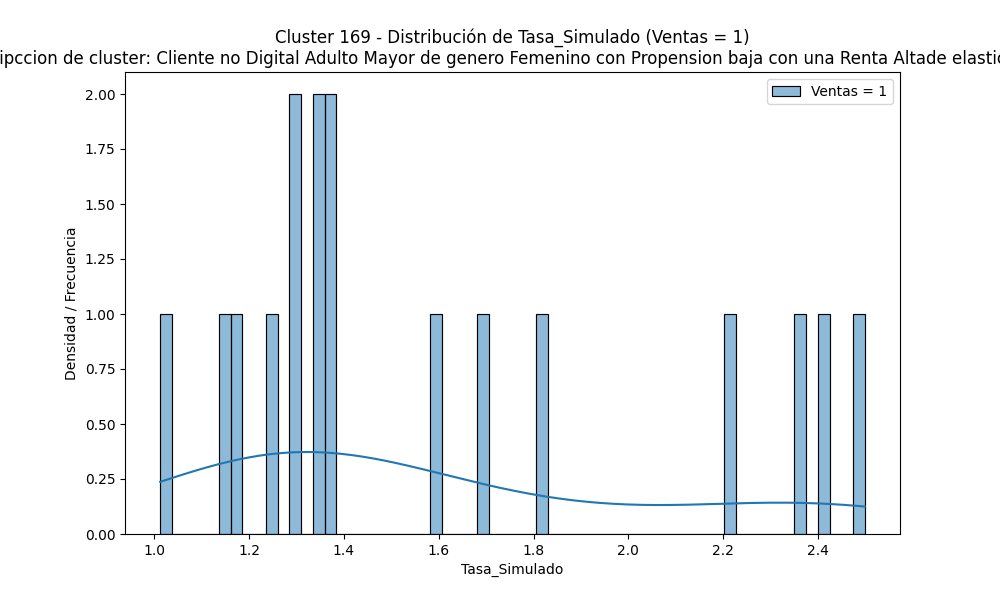 Cluster 169 - Distribución de Tasa_Simulado (Ventas = 1)
ipccion de cluster: Cliente no Digital Adulto Mayor de genero Femenino con Propension baja con una Renta Altade elastic
Ventas = 1
Densidad / Frecuencia
2.00
1.75
1.50
1.25
1.00
0.75
0.50
0.25
0.00
1.0 1.2 1.4 1.6 1.8 2.0 2.2 2.4
Tasa_Simulado